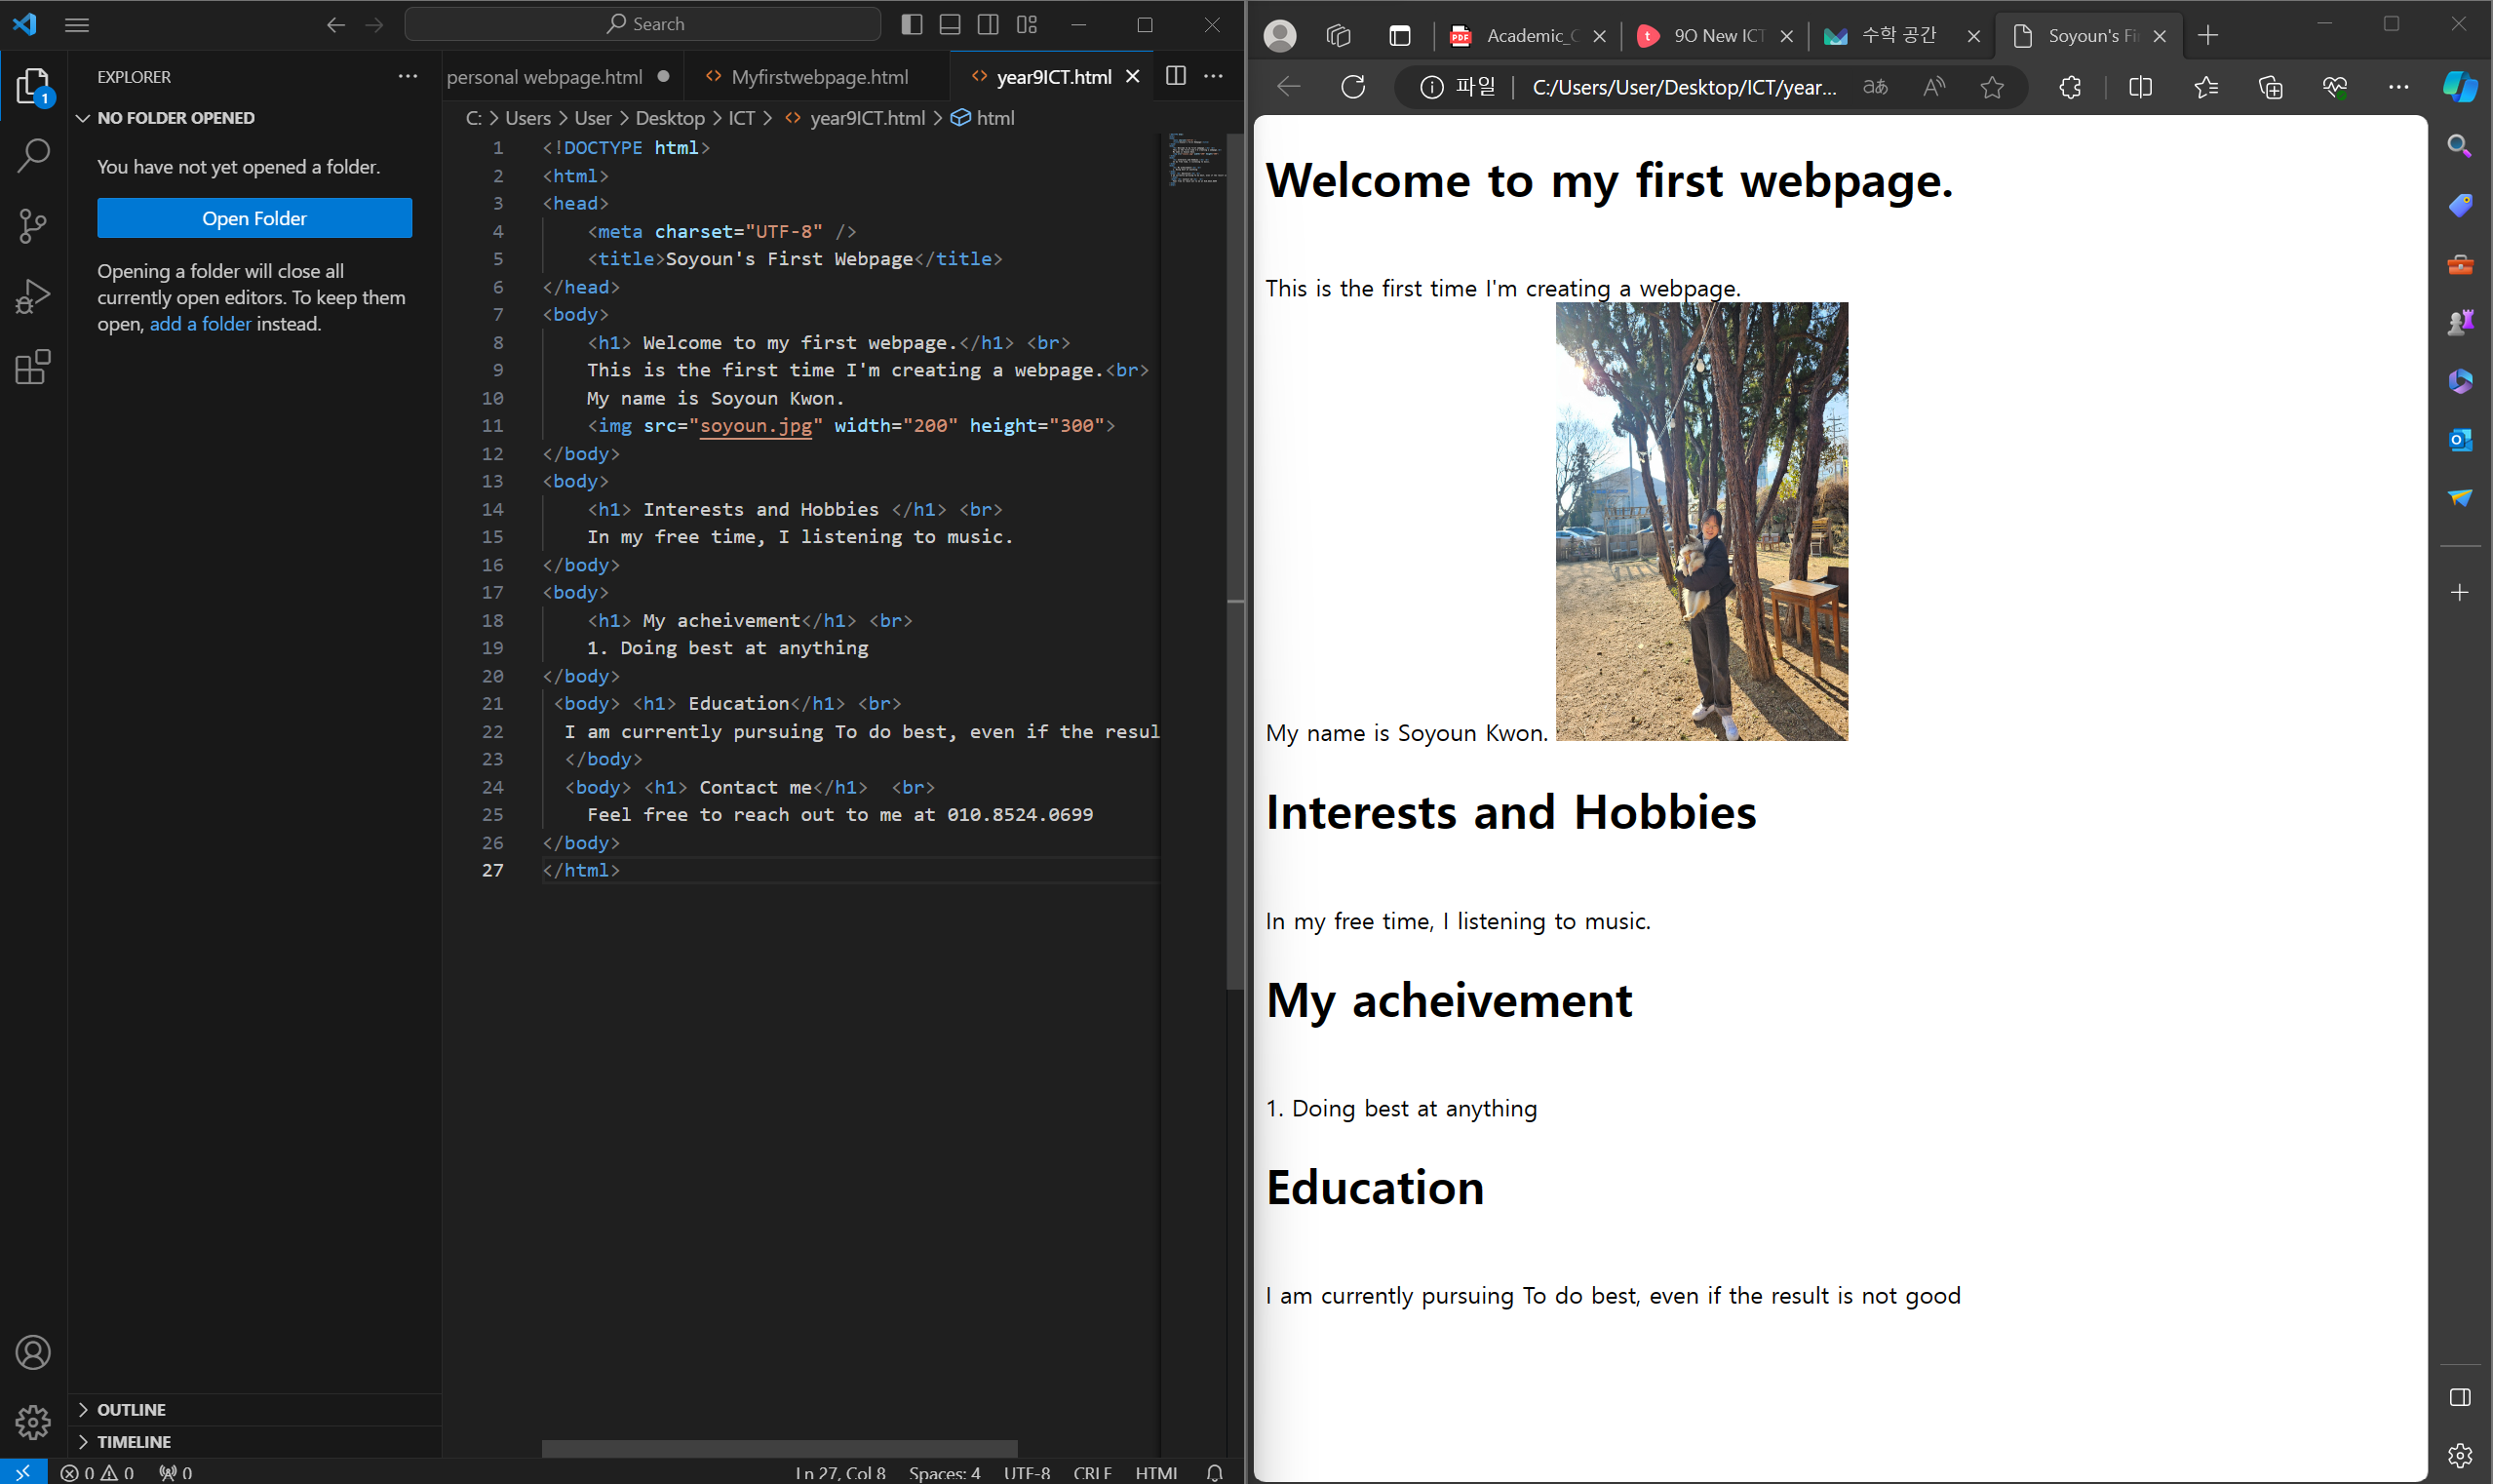 Search
EXPLORER
NO FOLDER OPENED
You have not yet opened a folder.
Open Folder
Opening a folder will close all
currently open editors. To keep them
open, add a folder instead.
OUTLINE
TIMELINE
personal webpage.html
Myfirstwebpage.html
year9ICT.html
C: > Users > User > Desktop > ICT > <> year9ICT.html > html
1 <!DOCTYPE html>
2 <html>
3 <head>
4 <meta charset="UTF-8" />
5 <title>Soyoun's First Webpage</title>
6 </head>
7 <body>
8 <h1> Welcome to my first webpage.</h1> <br>
9 This is the first time I'm creating a webpage.<br>
10 My name is Soyoun Kwon.
11 <img src="soyoun.jpg" width="200" height="300">
12 </body>
13 <body>
14 <h1> Interests and Hobbies </h1> <br>
15 In my free time, I listening to music.
16 </body>
17 <body>
18 <h1> My acheivement</h1> <br>
19 1. Doing best at anything
20 </body>
21 <body> <h1> Education</h1> <br>
22 I am currently pursuing To do best, even if the resul
23 </body>
24 <body> <h1> Contact me</h1>  <br>
25 Feel free to reach out to me at 010.8524.0699
26 </body>
27 </html>
1
0 0 0
Ln 27, Col 8 Spaces: 4 UTF-8 CRLF HTML
Academic_C
9O New ICT
수학 공간
Soyoun's Fi
파일 C:/Users/User/Desktop/ICT/year...
Welcome to my first webpage.
This is the first time I'm creating a webpage.
My name is Soyoun Kwon.
Interests and Hobbies
In my free time, I listening to music.
My acheivement
1. Doing best at anything
Education
I am currently pursuing To do best, even if the result is not good